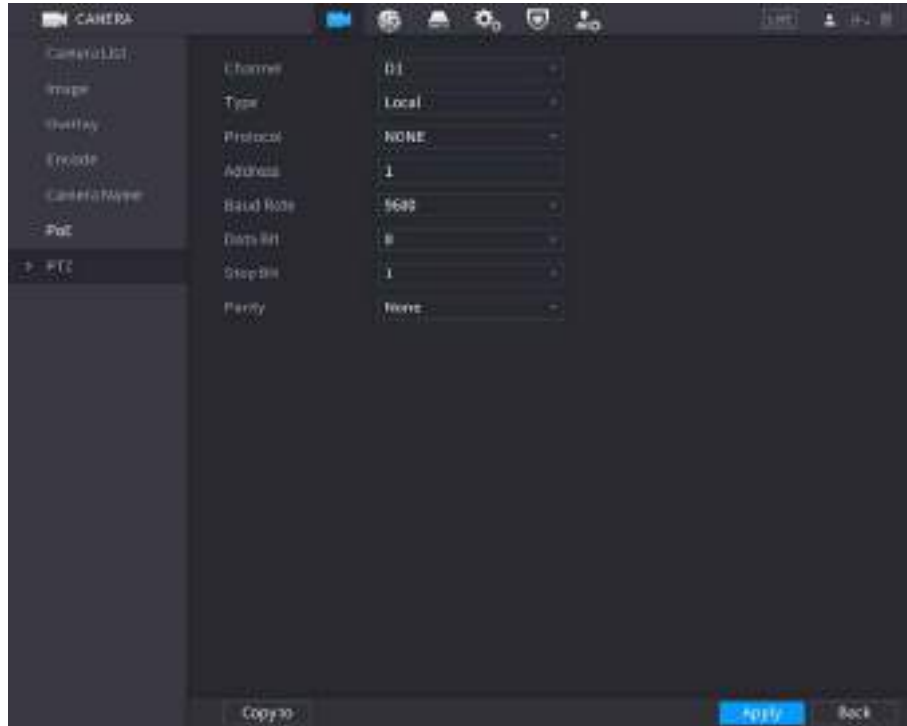 CAMERA
LIVE
Camera List
Image
Overlay
Encode
Camera Name
PoE
PTZ
Channel D1
Type Local
Protocol NONE
Address 1
Baud Rate 9600
Data Bit 8
Stop Bit 1
Parity None
Copy to
Apply
Back